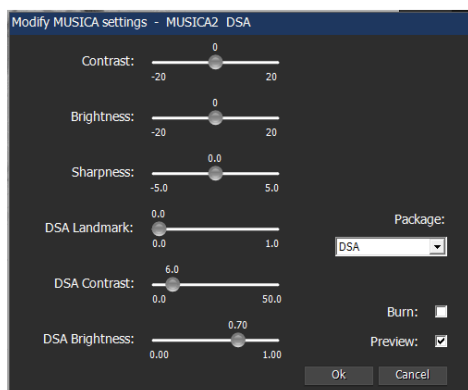 Modify MUSICA settings - MUSICA2 DSA
0
Contrast:
-20 20
0
Brightness:
-20 20
0.0
Sharpness:
-5.0 5.0
0.0
DSA Landmark:
0.0 1.0
Package:
DSA
6.0
DSA Contrast:
0.0 50.0
Burn:
0.70
DSA Brightness:
0.00 1.00
Preview:
Ok Cancel